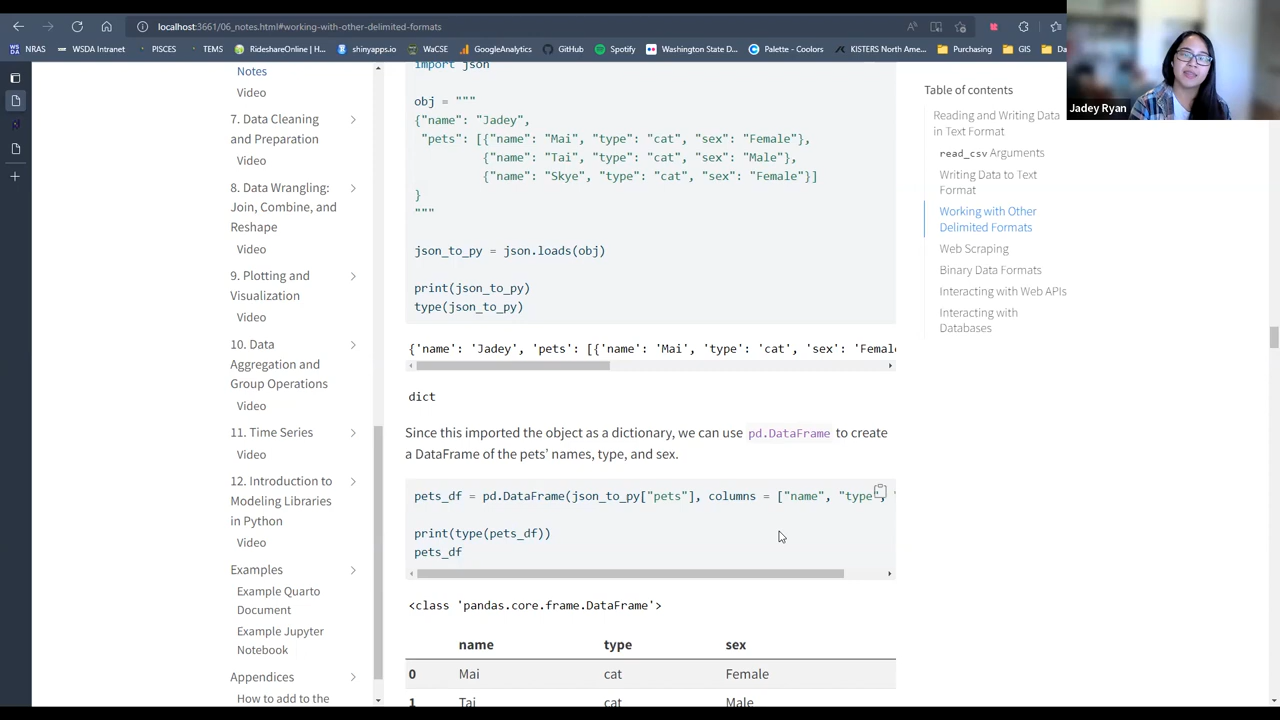 localhost:3661/06_notes.html#working-with-other-delimited-formats
NRAS WSDA Intranet PISCES TEMS RideshareOnline | H... shinyapps.io WaCSE GoogleAnalytics GitHub Spotify Washington State D... Palette - Coolors KISTERS North Ame... Purchasing GIS Da
Jadey Ryan
Notes
Video
7. Data Cleaning
and Preparation
Video
8. Data Wrangling:
Join, Combine, and
Reshape
Video
9. Plotting and
Visualization
Video
10. Data
Aggregation and
Group Operations
Video
11. Time Series
Video
12. Introduction to
Modeling Libraries
in Python
Video
Examples
Example Quarto
Document
Example Jupyter
Notebook
Appendices
How to add to the
import json
obj = """
{"name": "Jadey",
"pets": [{"name": "Mai", "type": "cat", "sex": "Female"},
{"name": "Tai", "type": "cat", "sex": "Male"},
{"name": "Skye", "type": "cat", "sex": "Female"}]
}
"""
json_to_py = json.loads(obj)
print(json_to_py)
type(json_to_py)
{'name': 'Jadey', 'pets': [{'name': 'Mai', 'type': 'cat', 'sex': 'Femal
dict
Since this imported the object as a dictionary, we can use pd.DataFrame to create
a DataFrame of the pets’ names, type, and sex.
pets_df = pd.DataFrame(json_to_py["pets"], columns = ["name", "type", "
print(type(pets_df))
pets_df
<class 'pandas.core.frame.DataFrame'>
name type sex
0 Mai cat Female
1 Tai cat Male
Table of contents
Reading and Writing Data
in Text Format
read_csv Arguments
Writing Data to Text
Format
Working with Other
Delimited Formats
Web Scraping
Binary Data Formats
Interacting with Web APIs
Interacting with
Databases